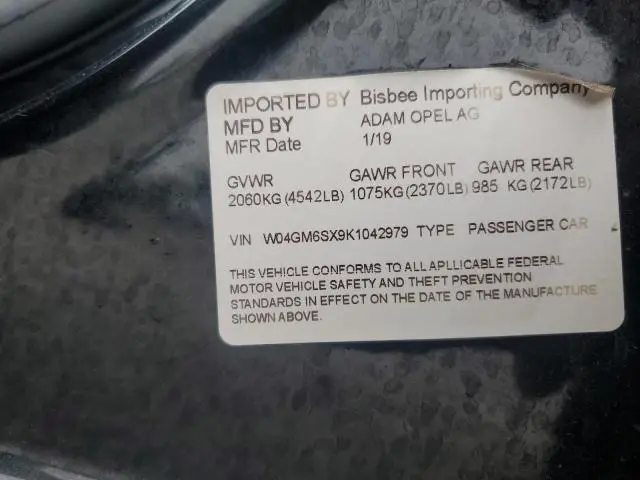 IMPORTED BY Bisbee Importing Company
MFD BY ADAM OPEL AG
MFR Date 1/19
GVWR GAWR FRONT GAWR REAR
2060KG (4542LB) 1075KG(2370LB) 985 KG(2172LB)
VIN W04GM6SX9K1042979 TYPE PASSENGER CAR
THIS VEHICLE CONFORMS TO ALL APLLICABLE FEDERAL
MOTOR VEHICLE SAFETY AND THEFT PREVENTION
STANDARDS IN EFFECT ON THE DATE OF THE MANUFACTURE
SHOWN ABOVE.